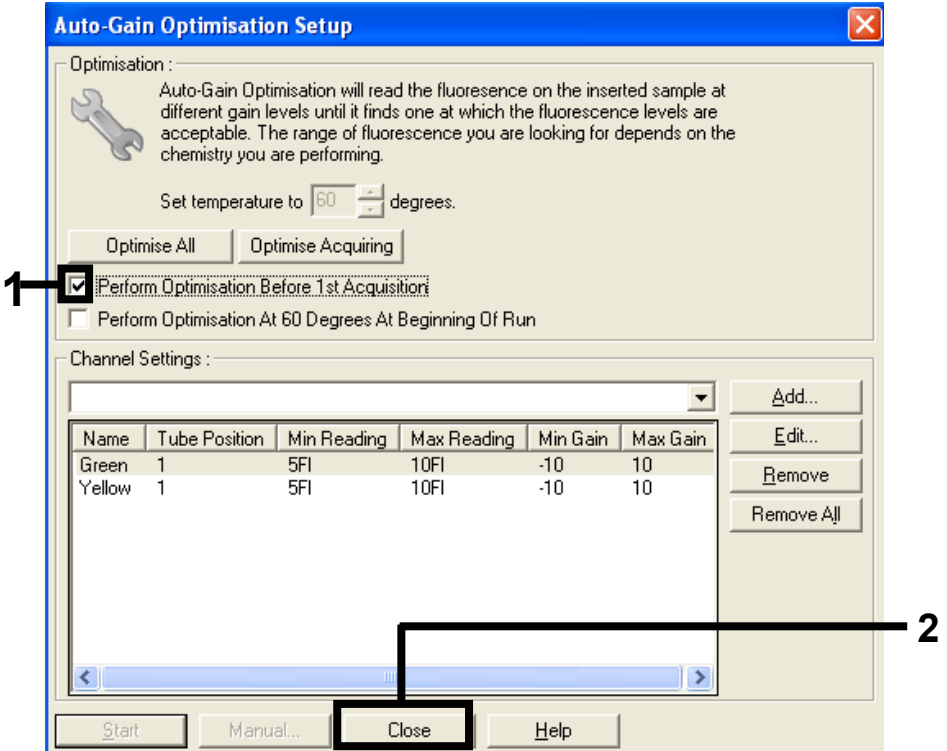 Auto-Gain Optimisation Setup
Optimisation :
Auto-Gain Optimisation will read the fluoresence on the inserted sample at
different gain levels until it finds one at which the fluorescence levels are
acceptable. The range of fluorescence you are looking for depends on the
chemistry you are performing.
Set temperature to 60 degrees.
Optimise All Optimise Acquiring
1 Perform Optimisation Before 1st Acquisition
Perform Optimisation At 60 Degrees At Beginning Of Run
Channel Settings :
Add...
Name Tube Position Min Reading Max Reading Min Gain Max Gain Edit...
Green 1 5Fl 10Fl -10 10
Remove
Yellow 1 5Fl 10Fl -10 10
Remove All
2
Start Manual... Close Help